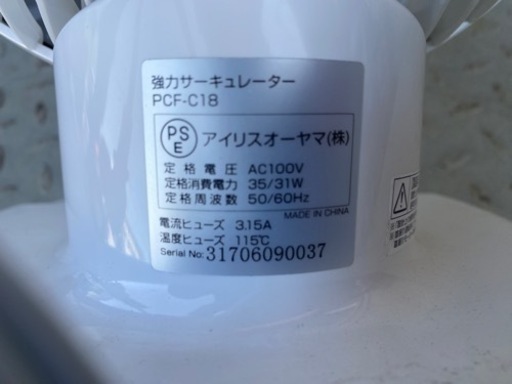 強力サーキュレーター
PCF-C18
PS
E
アイリスオーヤマ(株)
定格電圧 AC100V
定格消費電力 35/31W
定格周波数 50/60Hz
MADE IN CHINA
電流ヒューズ 3.15A
温度ヒューズ 115℃
Serial No: 31706090037